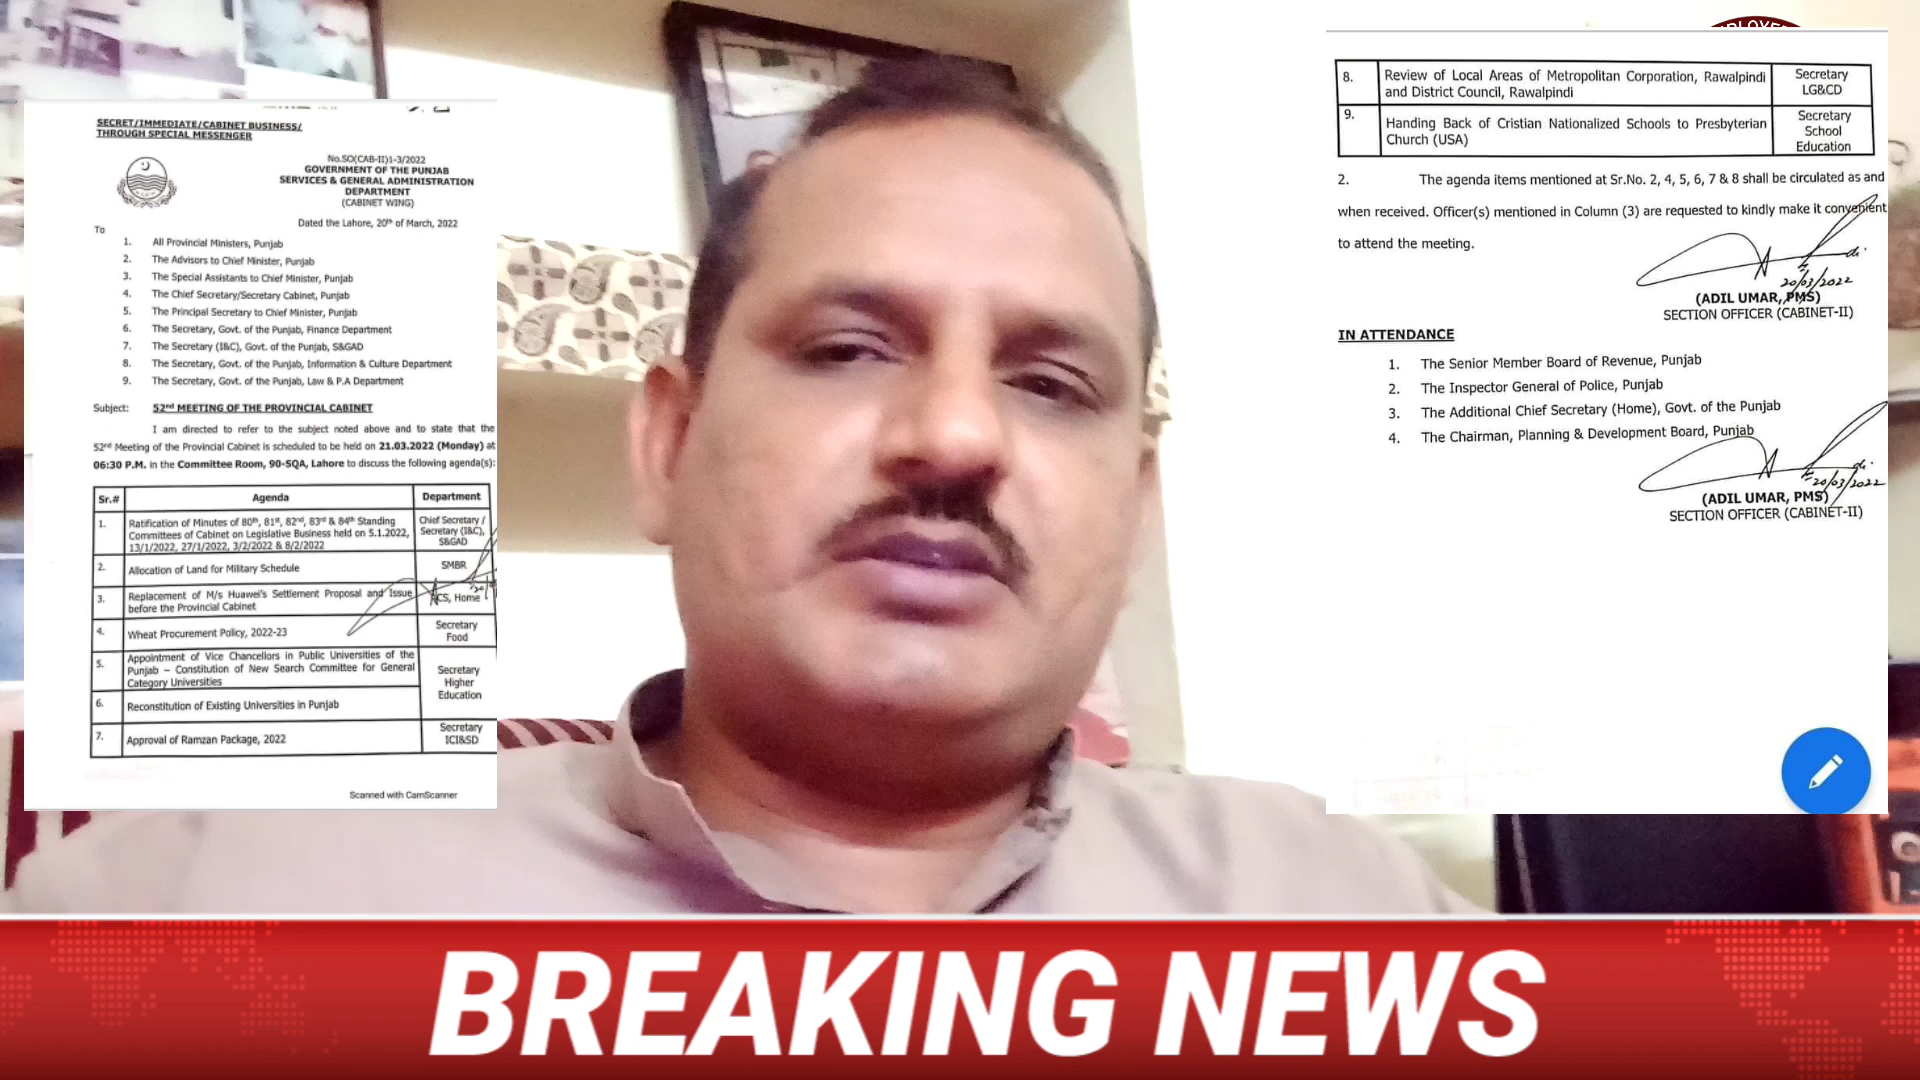 SECRET/IMMEDIATE/CABINET BUSINESS/
THROUGH SPECIAL MESSENGER
No.SO(CAB-II)1-3/2022
GOVERNMENT OF THE PUNJAB
SERVICES & GENERAL ADMINISTRATION
DEPARTMENT
(CABINET WING)
Dated the Lahore, 20th of March, 2022
To
1. All Provincial Ministers, Punjab
2. The Advisors to Chief Minister, Punjab
3. The Special Assistants to Chief Minister, Punjab
4. The Chief Secretary/Secretary Cabinet, Punjab
5. The Principal Secretary to Chief Minister, Punjab
6. The Secretary, Govt. of the Punjab, Finance Department
7. The Secretary (I&C), Govt. of the Punjab, S&GAD
8. The Secretary, Govt. of the Punjab, Information & Culture Department
9. The Secretary, Govt. of the Punjab, Law & P.A Department
Subject: 52nd MEETING OF THE PROVINCIAL CABINET
I am directed to refer to the subject noted above and to state that the
52nd Meeting of the Provincial Cabinet is scheduled to be held on 21.03.2022 (Monday) at
06:30 P.M. in the Committee Room, 90-SQA, Lahore to discuss the following agenda(s):
Sr.# Agenda Department
1. Ratification of Minutes of 80th, 81st, 82nd, 83rd & 84th Standing
Committees of Cabinet on Legislative Business held on 5.1.2022,
13/1/2022, 27/1/2022, 3/2/2022 & 8/2/2022
Chief Secretary /
Secretary (I&C),
S&GAD
2. Allocation of Land for Military Schedule SMBR
3. Replacement of M/s Huawei's Settlement Proposal and Issue
before the Provincial Cabinet
ACS, Home
4. Wheat Procurement Policy, 2022-23
Secretary
Food
5. Appointment of Vice Chancellors in Public Universities of the
Punjab – Constitution of New Search Committee for General
Category Universities
Secretary
Higher
Education
6. Reconstitution of Existing Universities in Punjab
7. Approval of Ramzan Package, 2022
Secretary
ICI&SD
Scanned with CamScanner
8. Review of Local Areas of Metropolitan Corporation, Rawalpindi
and District Council, Rawalpindi
Secretary
LG&CD
9. Handing Back of Cristian Nationalized Schools to Presbyterian
Church (USA)
Secretary
School
Education
2. The agenda items mentioned at Sr.No. 2, 4, 5, 6, 7 & 8 shall be circulated as and
when received. Officer(s) mentioned in Column (3) are requested to kindly make it convenient
to attend the meeting.
20/03/2022
(ADIL UMAR, PMS)
SECTION OFFICER (CABINET-II)
IN ATTENDANCE
1. The Senior Member Board of Revenue, Punjab
2. The Inspector General of Police, Punjab
3. The Additional Chief Secretary (Home), Govt. of the Punjab
4. The Chairman, Planning & Development Board, Punjab
20/03/2022
(ADIL UMAR, PMS)
SECTION OFFICER (CABINET-II)
BREAKING NEWS